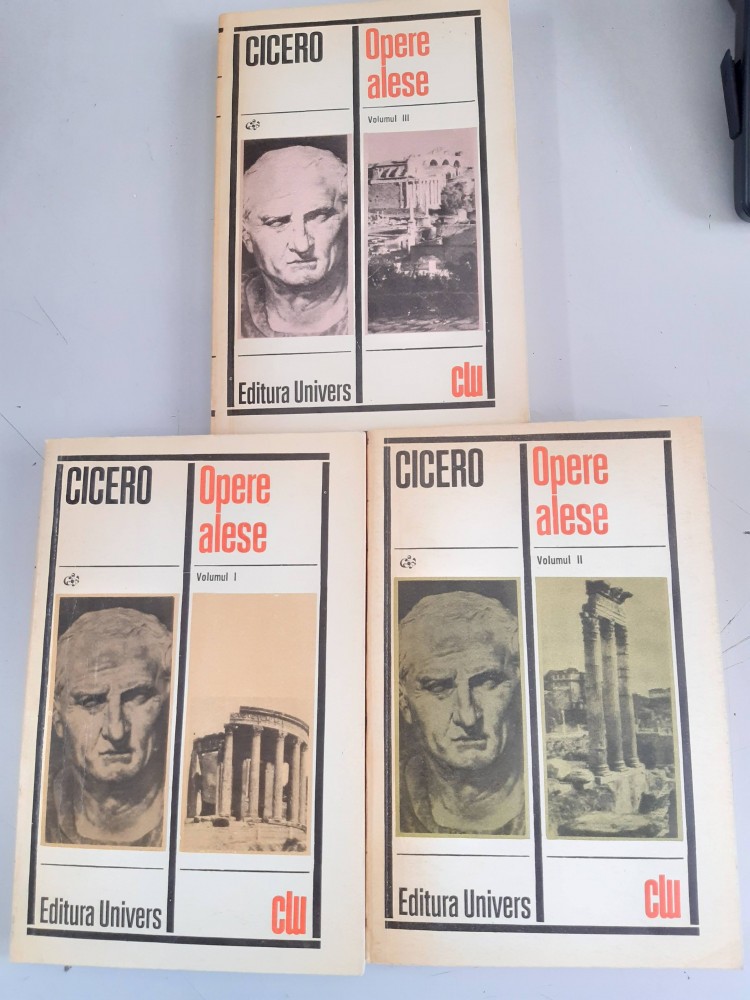 CICERO
Opere
alese
Volumul III
Editura Univers
clu
CICERO
Opere
alese
Volumul I
Editura Univers
clu
CICERO
Opere
alese
Volumul II
Editura Univers
clu